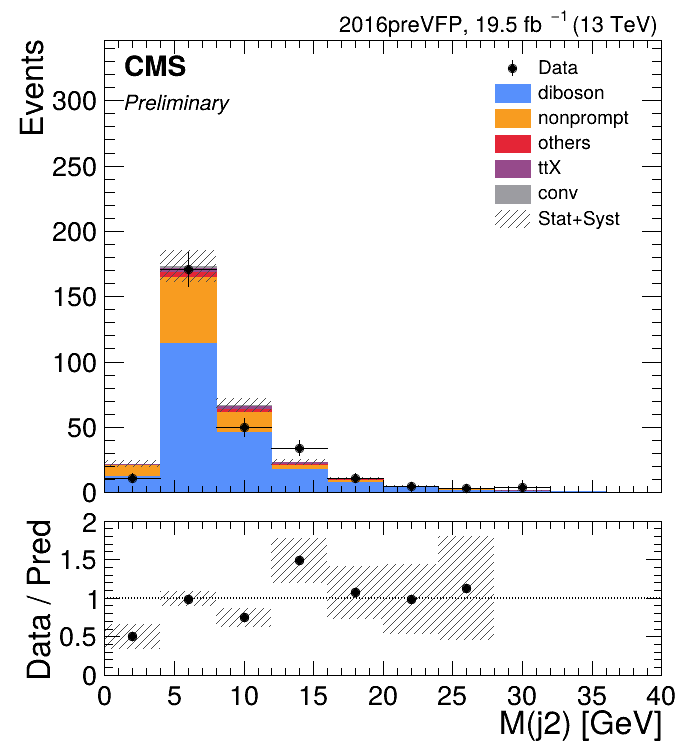 2016preVFP, 19.5 fb⁻¹ (13 TeV)
CMS
Preliminary
Events
300
250
200
150
100
50
0
Data
diboson
nonprompt
others
ttX
conv
Stat+Syst
Data / Pred
2
1.5
1
0.5
0
0 5 10 15 20 25 30 35 40
M(j2) [GeV]